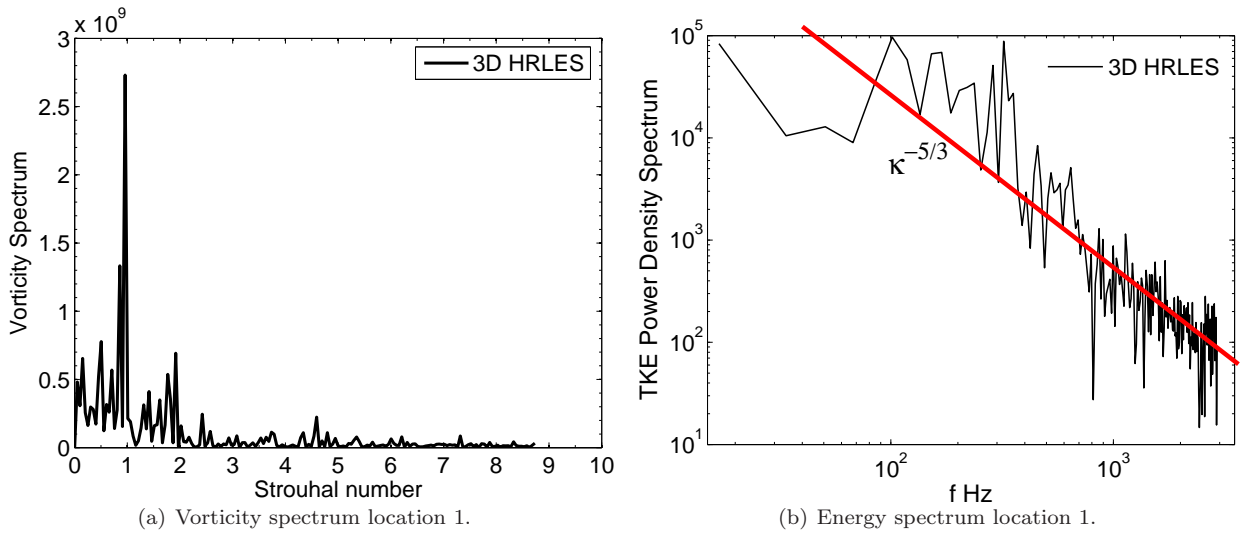 x 10^9
3
2.5
2
1.5
1
0.5
0
0 1 2 3 4 5 6 7 8 9 10
Vorticity Spectrum
Strouhal number
3D HRLES
(a) Vorticity spectrum location 1.
10^5
10^4
10^3
10^2
10^1
10^2 10^3
TKE Power Density Spectrum
f Hz
3D HRLES
κ^−5/3
(b) Energy spectrum location 1.